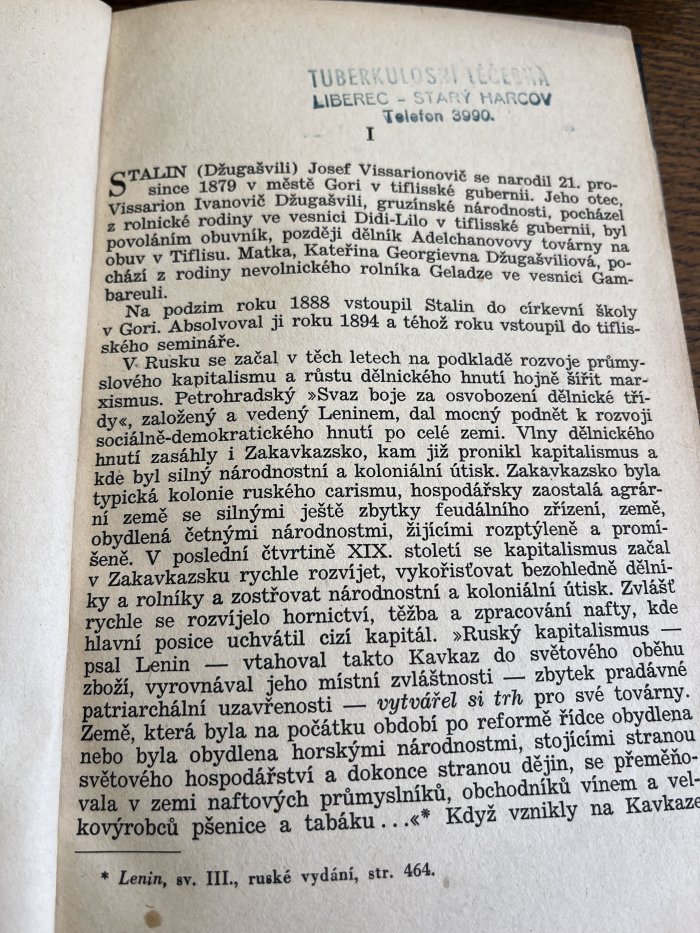 TUBERKULOSNÍ LÉČEBNA
LIBEREC - STARÝ HARCOV
Telefon 3990.
I
STALIN (Džugašvili) Josef Vissarionovič se narodil 21. pro-
since 1879 v městě Gori v tifliské gubernii. Jeho otec,
Vissarion Ivanovič Džugašvili, gruzínské národnosti, pocházel
z rolnické rodiny ve vesnici Didi-Lilo v tifliské gubernii, byl
povoláním obuvník, později dělník Adelchanovovy továrny na
obuv v Tiflisu. Matka, Kateřina Georgievna Džugašviliová, po-
chází z rodiny nevolnického rolníka Geladze ve vesnici Gam-
bareuli.
Na podzim roku 1888 vstoupil Stalin do církevní školy
v Gori. Absolvoval ji roku 1894 a téhož roku vstoupil do tiflis-
ského semináře.
V Rusku se začal v těch letech na podkladě rozvoje průmy-
slového kapitalismu a růstu dělnického hnutí hojně šířit mar-
xismus. Petrohradský »Svaz boje za osvobození dělnické tří-
dy«, založený a vedený Leninem, dal mocný podnět k rozvoji
sociálně-demokratického hnutí po celé zemi. Vlny dělnického
hnutí zasáhly i Zakavkazsko, kam již pronikl kapitalismus a
kde byl silný národnostní a koloniální útisk. Zakavkazsko byla
typická kolonie ruského carismu, hospodářsky zaostalá agrár-
ní země se silnými ještě zbytky feudálního zřízení, země,
obydlená četnými národnostmi, žijícími rozptýleně a promí-
šeně. V poslední čtvrtině XIX. století se kapitalismus začal
v Zakavkazsku rychle rozvíjet, vykořisťovat bezohledně dělní-
ky a rolníky a zostřovat národnostní a koloniální útisk. Zvlášť
rychle se rozvíjelo hornictví, těžba a zpracování nafty, kde
hlavní posice uchvátil cizí kapitál. »Ruský kapitalismus —
psal Lenin — vtahoval takto Kavkaz do světového oběhu
zboží, vyrovnával jeho místní zvláštnosti — zbytek pradávné
patriarchální uzavřenosti — vytvářel si trh pro své továrny.
Země, která byla na počátku období po reformě řídce obydlena
nebo byla obydlena horskými národnostmi, stojícími stranou
světového hospodářství a dokonce stranou dějin, se přeměňo-
vala v zemi naftových průmyslníků, obchodníků vínem a vel-
kovýrobců pšenice a tabáku . . .«* Když vznikly na Kavkaze
* Lenin, sv. III., ruské vydání, str. 464.